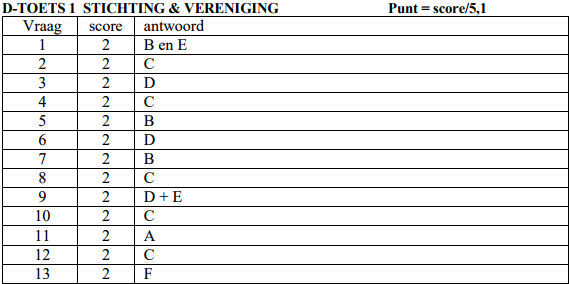 D-TOETS 1 STICHTING & VERENIGING Punt = score/5,1
Vraag score antwoord
1 2 B en E
2 2 C
3 2 D
4 2 C
5 2 B
6 2 D
7 2 B
8 2 C
9 2 D + E
10 2 C
11 2 A
12 2 C
13 2 F